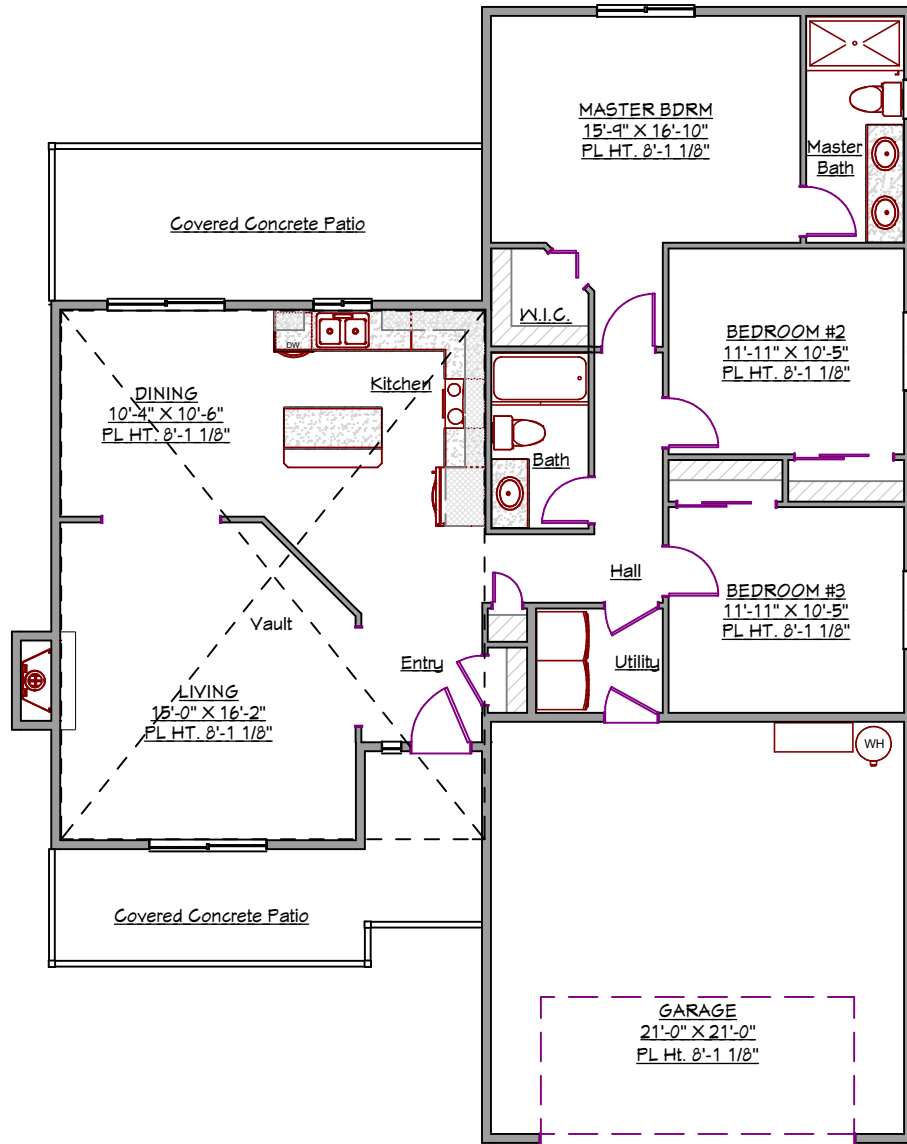 MASTER BDRM
15'-9" X 16'-10"
PL HT. 8'-1 1/8"
Master
Bath
Covered Concrete Patio
W.I.C.
BEDROOM #2
11'-11" X 10'-5"
PL HT. 8'-1 1/8"
DW
Kitchen
DINING
10'-4" X 10'-6"
PL HT. 8'-1 1/8"
Bath
Hall
BEDROOM #3
11'-11" X 10'-5"
PL HT. 8'-1 1/8"
Vault
Entry
Utility
LIVING
15'-0" X 16'-2"
PL HT. 8'-1 1/8"
WH
Covered Concrete Patio
GARAGE
21'-0" X 21'-0"
PL Ht. 8'-1 1/8"